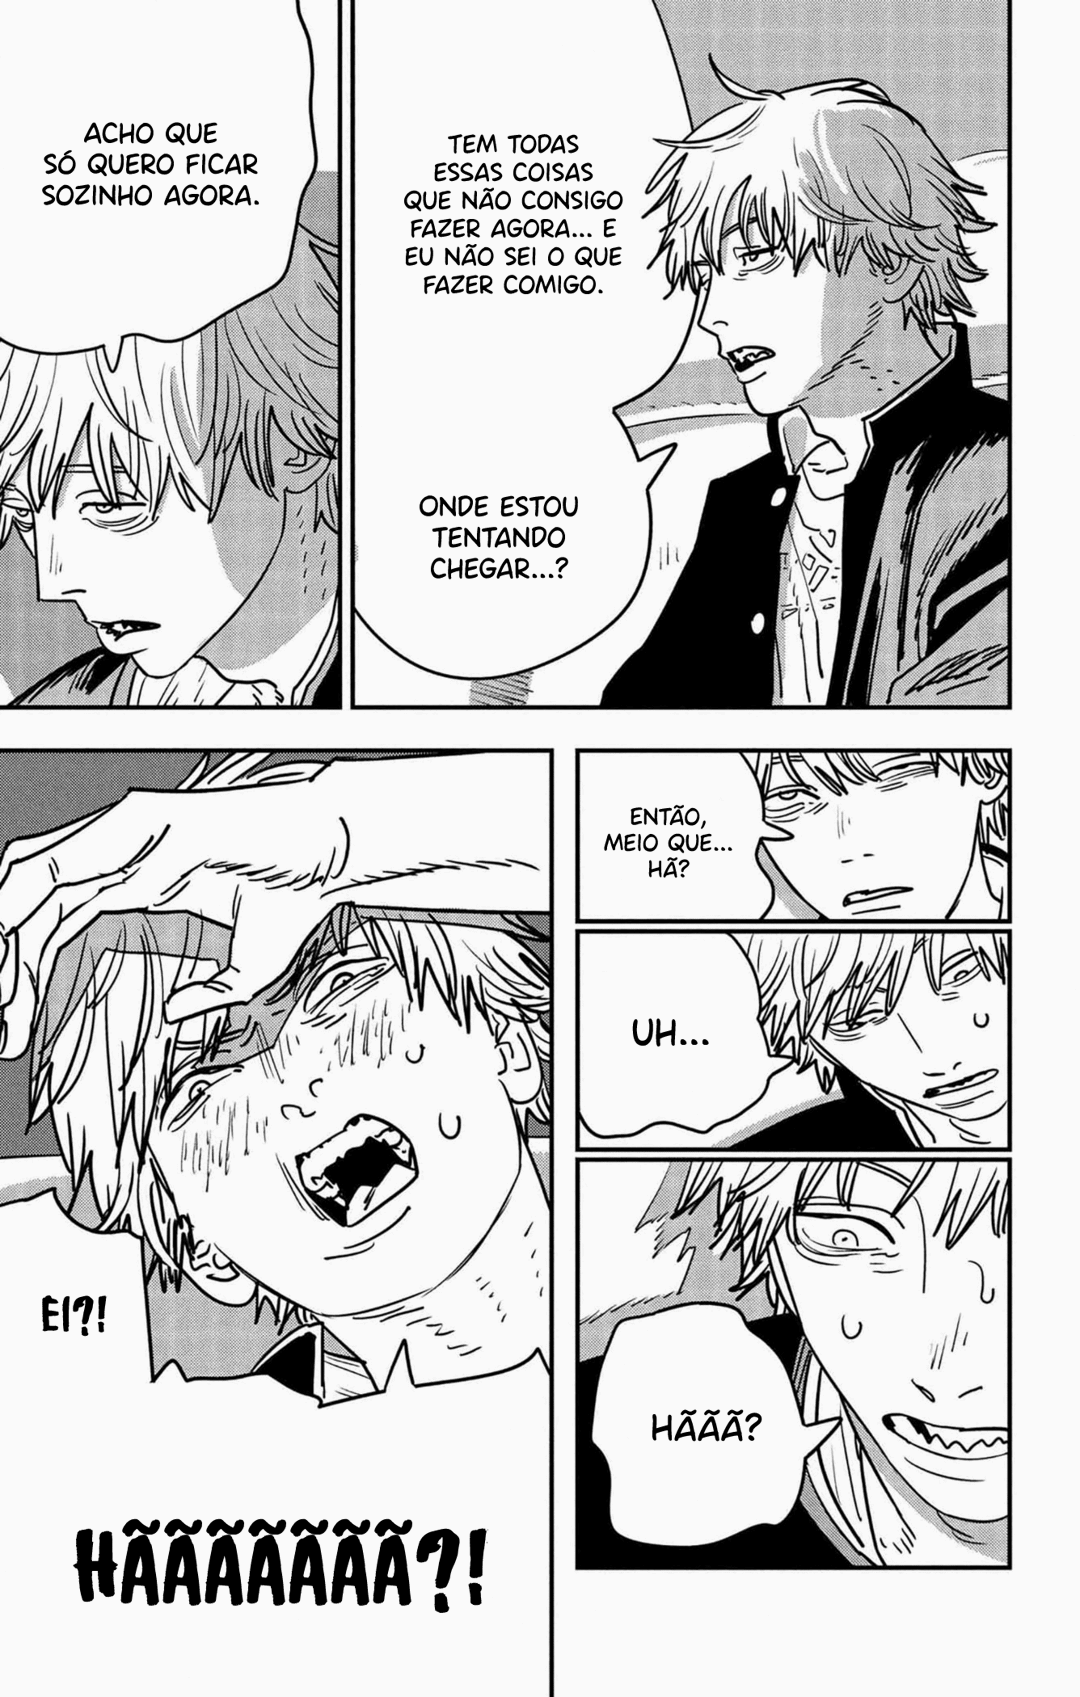 TEM TODAS
ESSAS COISAS
QUE NÃO CONSIGO
FAZER AGORA... E
EU NÃO SEI O QUE
FAZER COMIGO.
ONDE ESTOU
TENTANDO
CHEGAR...?
ACHO QUE
SÓ QUERO FICAR
SOZINHO AGORA.
ENTÃO,
MEIO QUE...
HÃ?
UH...
HÃÃÃ?
EI?!
HÃÃÃÃÃÃÃ?!